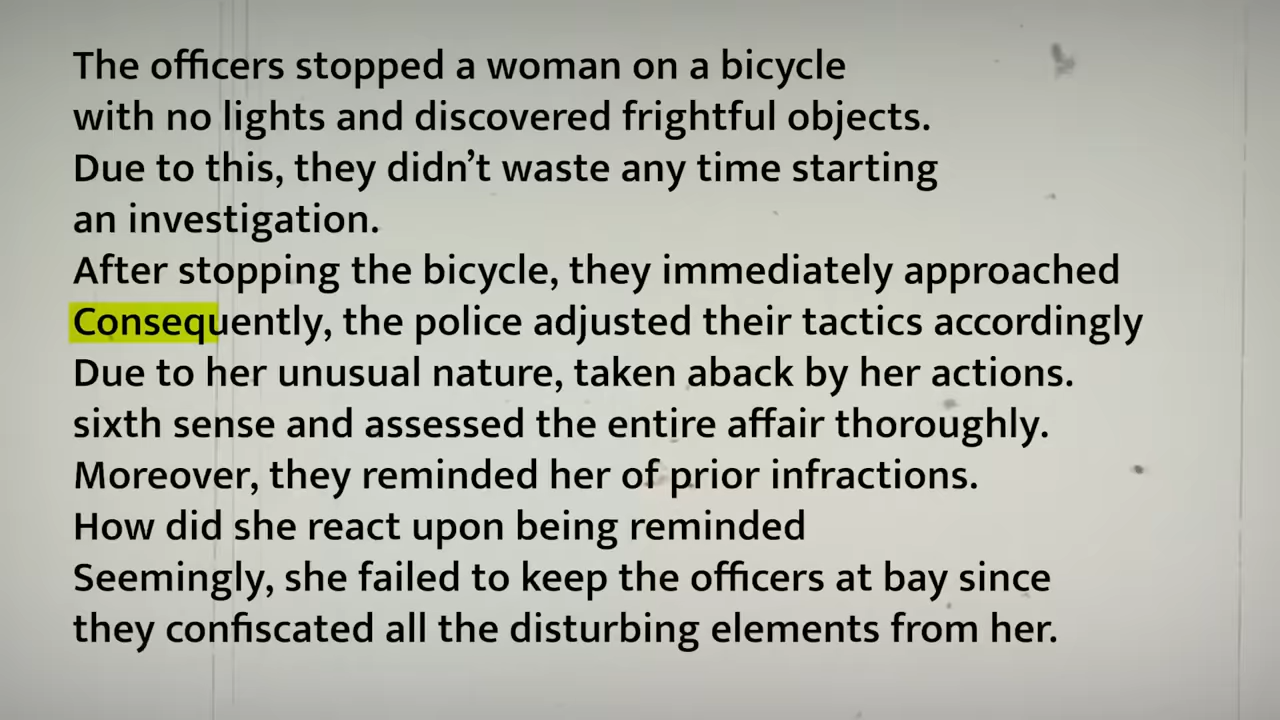 The officers stopped a woman on a bicycle
with no lights and discovered frightful objects.
Due to this, they didn’t waste any time starting
an investigation.
After stopping the bicycle, they immediately approached
Consequently, the police adjusted their tactics accordingly
Due to her unusual nature, taken aback by her actions.
sixth sense and assessed the entire affair thoroughly.
Moreover, they reminded her of prior infractions.
How did she react upon being reminded
Seemingly, she failed to keep the officers at bay since
they confiscated all the disturbing elements from her.